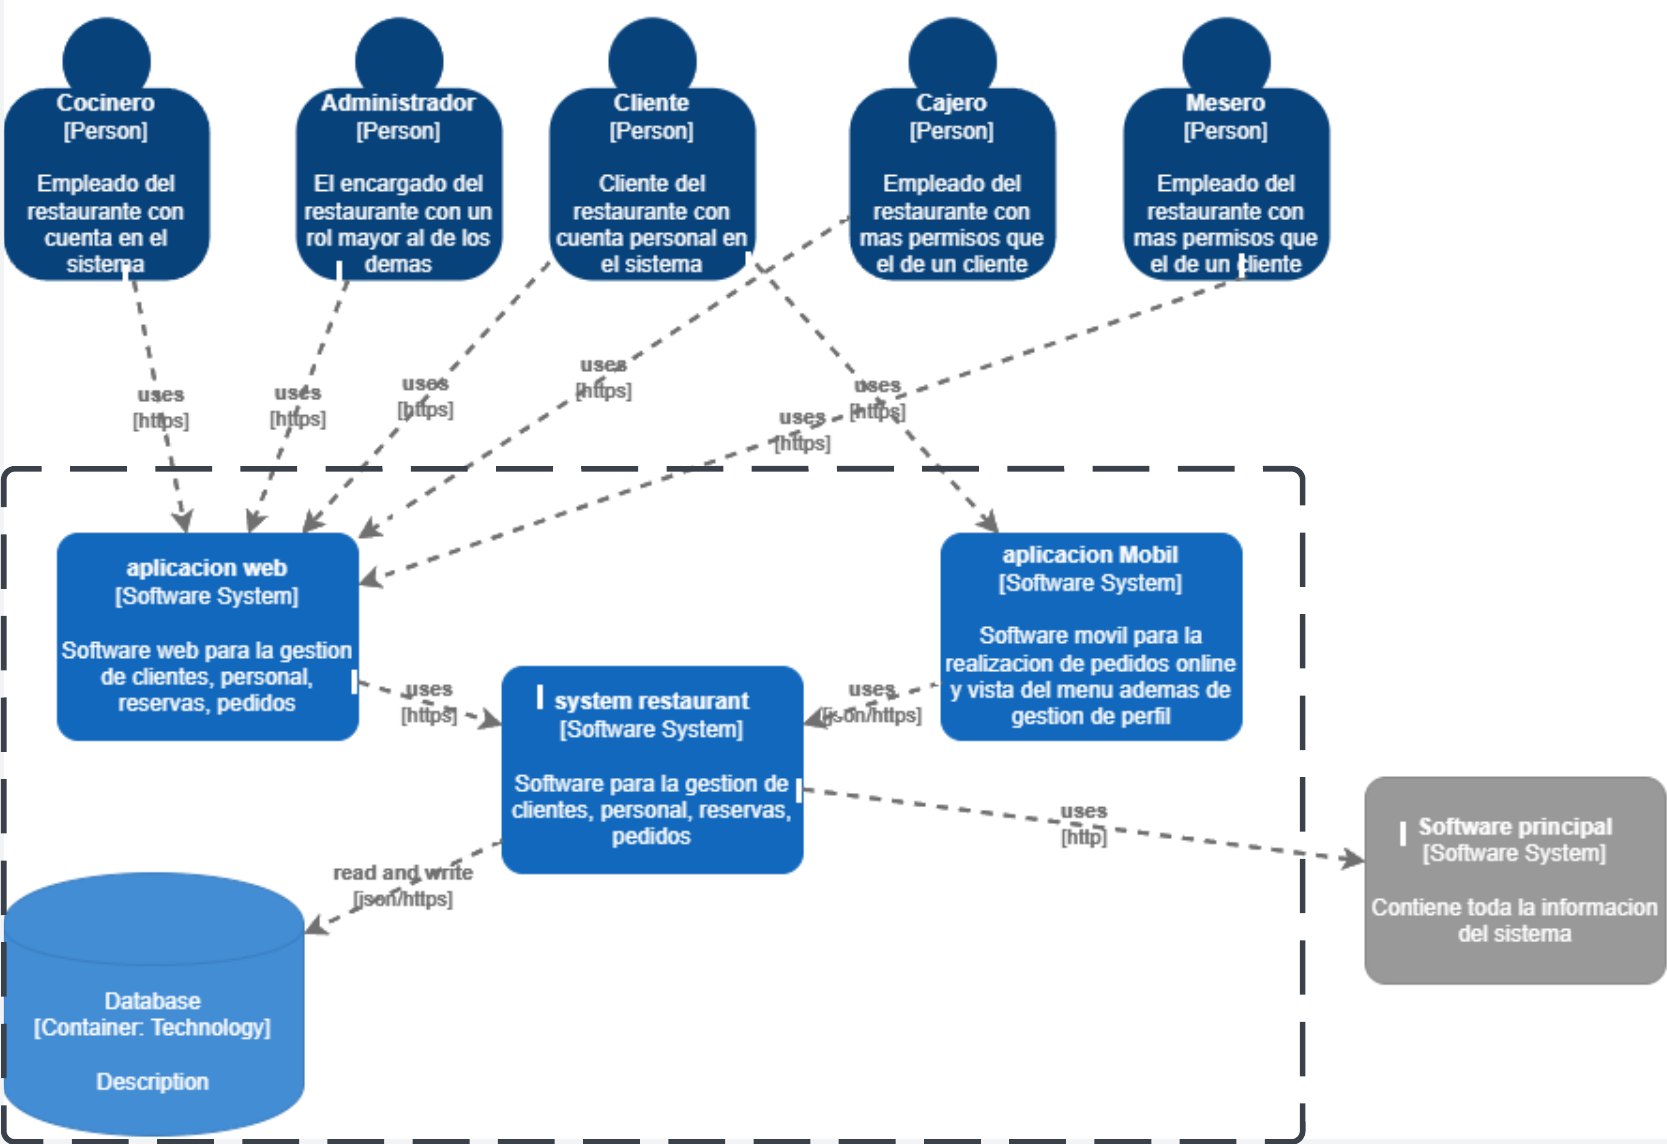 Cocinero
[Person]
Empleado del
restaurante con
cuenta en el
sistema
Administrador
[Person]
El encargado del
restaurante con un
rol mayor al de los
demas
Cliente
[Person]
Cliente del
restaurante con
cuenta personal en
el sistema
Cajero
[Person]
Empleado del
restaurante con
mas permisos que
el de un cliente
Mesero
[Person]
Empleado del
restaurante con
mas permisos que
el de un cliente
uses
[https]
uses
[https]
uses
[https]
uses
[https]
uses
[https]
uses
[https]
aplicacion web
[Software System]
Software web para la gestion
de clientes, personal,
reservas, pedidos
aplicacion Mobil
[Software System]
Software movil para la
realizacion de pedidos online
y vista del menu ademas de
gestion de perfil
uses
[https]
uses
[json/https]
system restaurant
[Software System]
Software para la gestion de
clientes, personal, reservas,
pedidos
uses
[http]
Software principal
[Software System]
Contiene toda la informacion
del sistema
read and write
[json/https]
Database
[Container: Technology]
Description